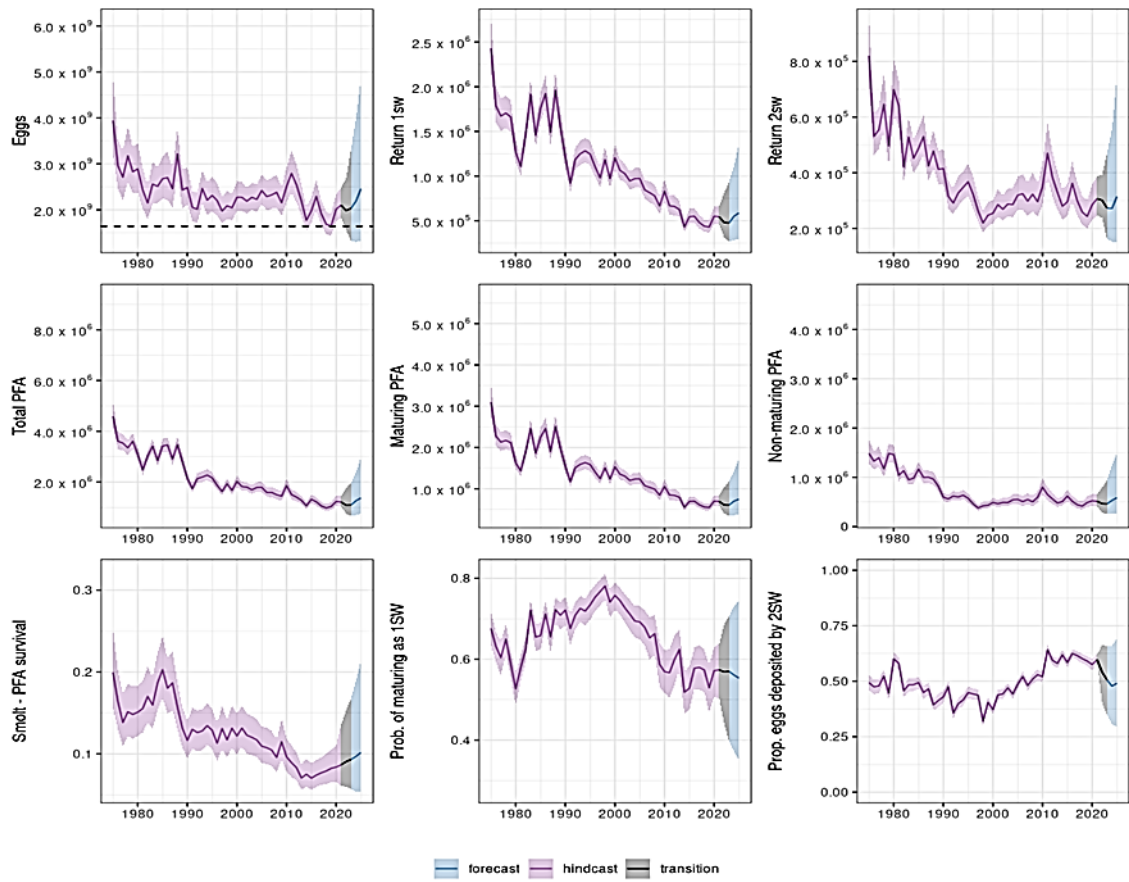 Eggs
6.0 x 10⁹
5.0 x 10⁹
4.0 x 10⁹
3.0 x 10⁹
2.0 x 10⁹
1980 1990 2000 2010 2020
Return 1sw
2.5 x 10⁶
2.0 x 10⁶
1.5 x 10⁶
1.0 x 10⁶
5.0 x 10⁵
1980 1990 2000 2010 2020
Return 2sw
8.0 x 10⁵
6.0 x 10⁵
4.0 x 10⁵
2.0 x 10⁵
1980 1990 2000 2010 2020
Total PFA
8.0 x 10⁶
6.0 x 10⁶
4.0 x 10⁶
2.0 x 10⁶
1980 1990 2000 2010 2020
Maturing PFA
5.0 x 10⁶
4.0 x 10⁶
3.0 x 10⁶
2.0 x 10⁶
1.0 x 10⁶
1980 1990 2000 2010 2020
Non-maturing PFA
4.0 x 10⁶
3.0 x 10⁶
2.0 x 10⁶
1.0 x 10⁶
0
1980 1990 2000 2010 2020
Smolt - PFA survival
0.3
0.2
0.1
1980 1990 2000 2010 2020
Prob. of maturing as 1SW
0.8
0.6
0.4
1980 1990 2000 2010 2020
Prop. eggs deposited by 2SW
1.00
0.75
0.50
0.25
0.00
1980 1990 2000 2010 2020
forecast hindcast transition